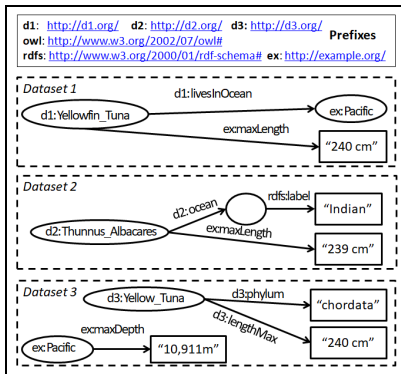 d1: http://d1.org/ d2: http://d2.org/ d3: http://d3.org/
owl: http://www.w3.org/2002/07/owl#
Prefixes
rdfs: http://www.w3.org/2000/01/rdf-schema# ex: http://example.org/
Dataset 1
d1:livesInOcean
d1:Yellowfin_Tuna
ex:Pacific
ex:maxLength
"240 cm"
Dataset 2
rdfs:label
d2:ocean
"Indian"
d2:Thunnus_Albacares
ex:maxLength
"239 cm"
Dataset 3
d3:Yellow_Tuna
d3:phylum
"chordata"
d3:lengthMax
ex:maxDepth
ex:Pacific
"10,911m"
"240 cm"